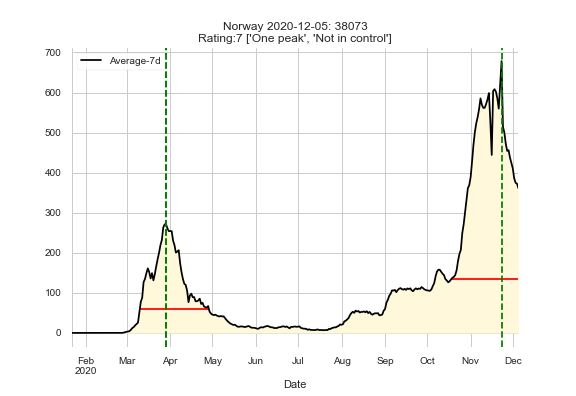 Norway 2020-12-05: 38073
Rating:7 ['One peak', 'Not in control']
700
Average-7d
600
500
400
300
200
100
0
Feb Mar Apr May Jun Jul Aug Sep Oct Nov Dec
2020
Date